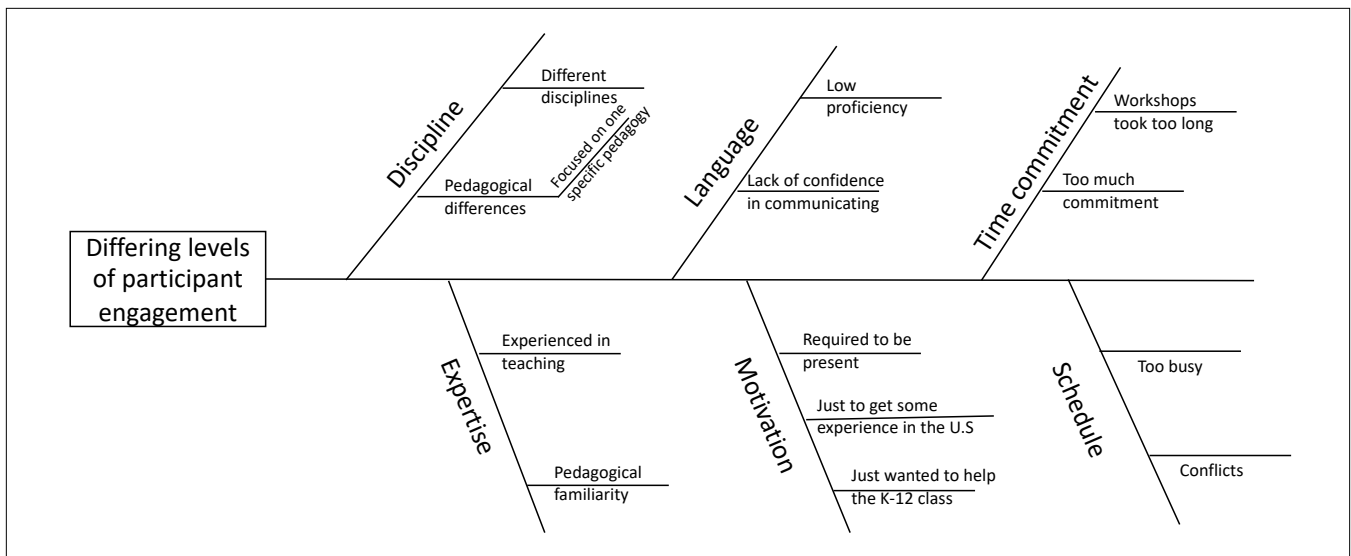 Discipline
Different
disciplines
Pedagogical
differences
Focused on one
specific pedagogy
Language
Low
proficiency
Lack of confidence
in communicating
Time commitment
Workshops
took too long
Too much
commitment
Differing levels
of participant
engagement
Expertise
Experienced in
teaching
Pedagogical
familiarity
Motivation
Required to be
present
Just to get some
experience in the U.S
Just wanted to help
the K-12 class
Schedule
Too busy
Conflicts